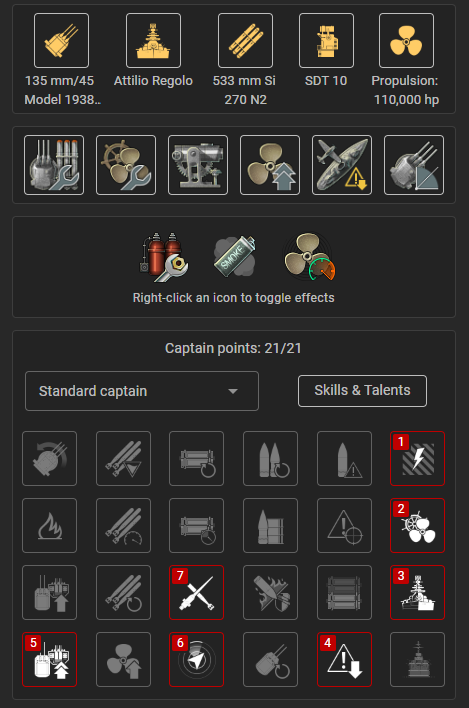 135 mm/45
Model 1938..
Attilio Regolo
533 mm Si
270 N2
SDT 10
Propulsion:
110,000 hp
SMOKE
Right-click an icon to toggle effects
Captain points: 21/21
Standard captain
Skills & Talents
1
2
7
3
5
6
4